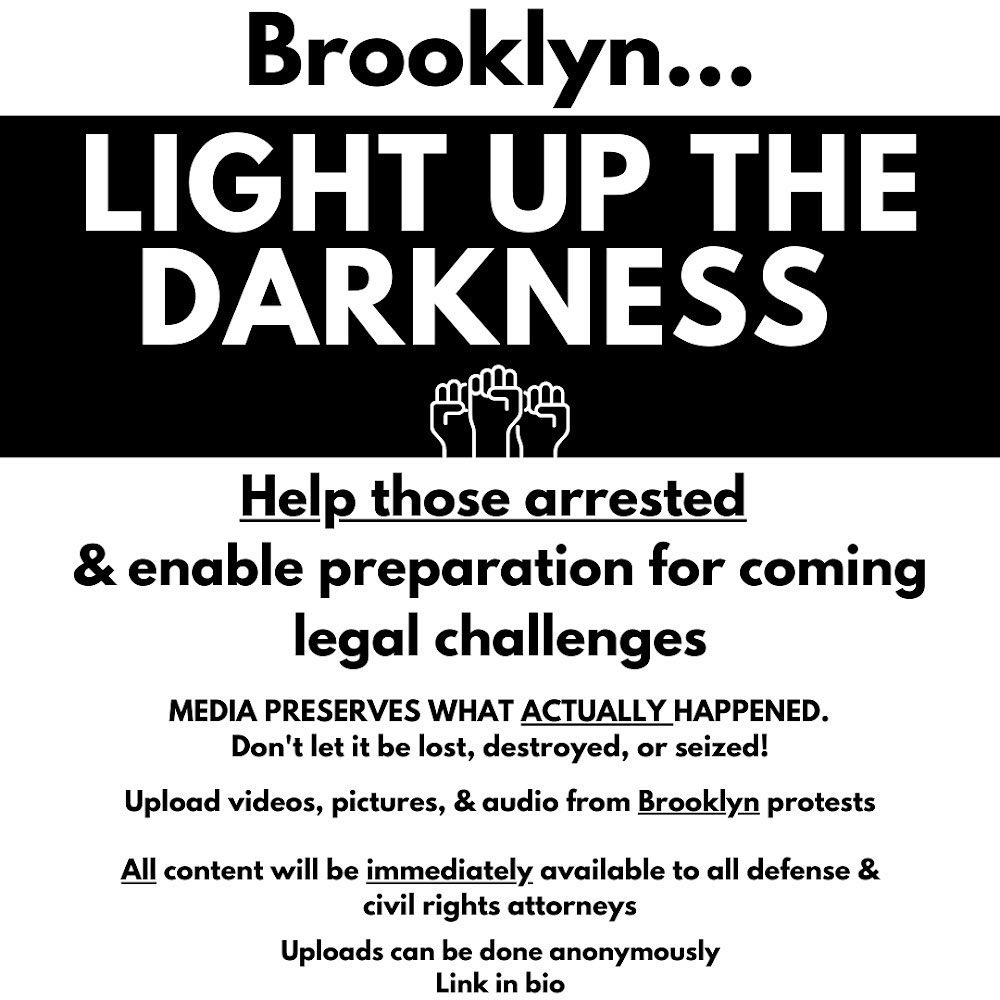 Brooklyn...
LIGHT UP THE
DARKNESS
Help those arrested
& enable preparation for coming
legal challenges
MEDIA PRESERVES WHAT ACTUALLY HAPPENED.
Don't let it be lost, destroyed, or seized!
Upload videos, pictures, & audio from Brooklyn protests
All content will be immediately available to all defense &
civil rights attorneys
Uploads can be done anonymously
Link in bio